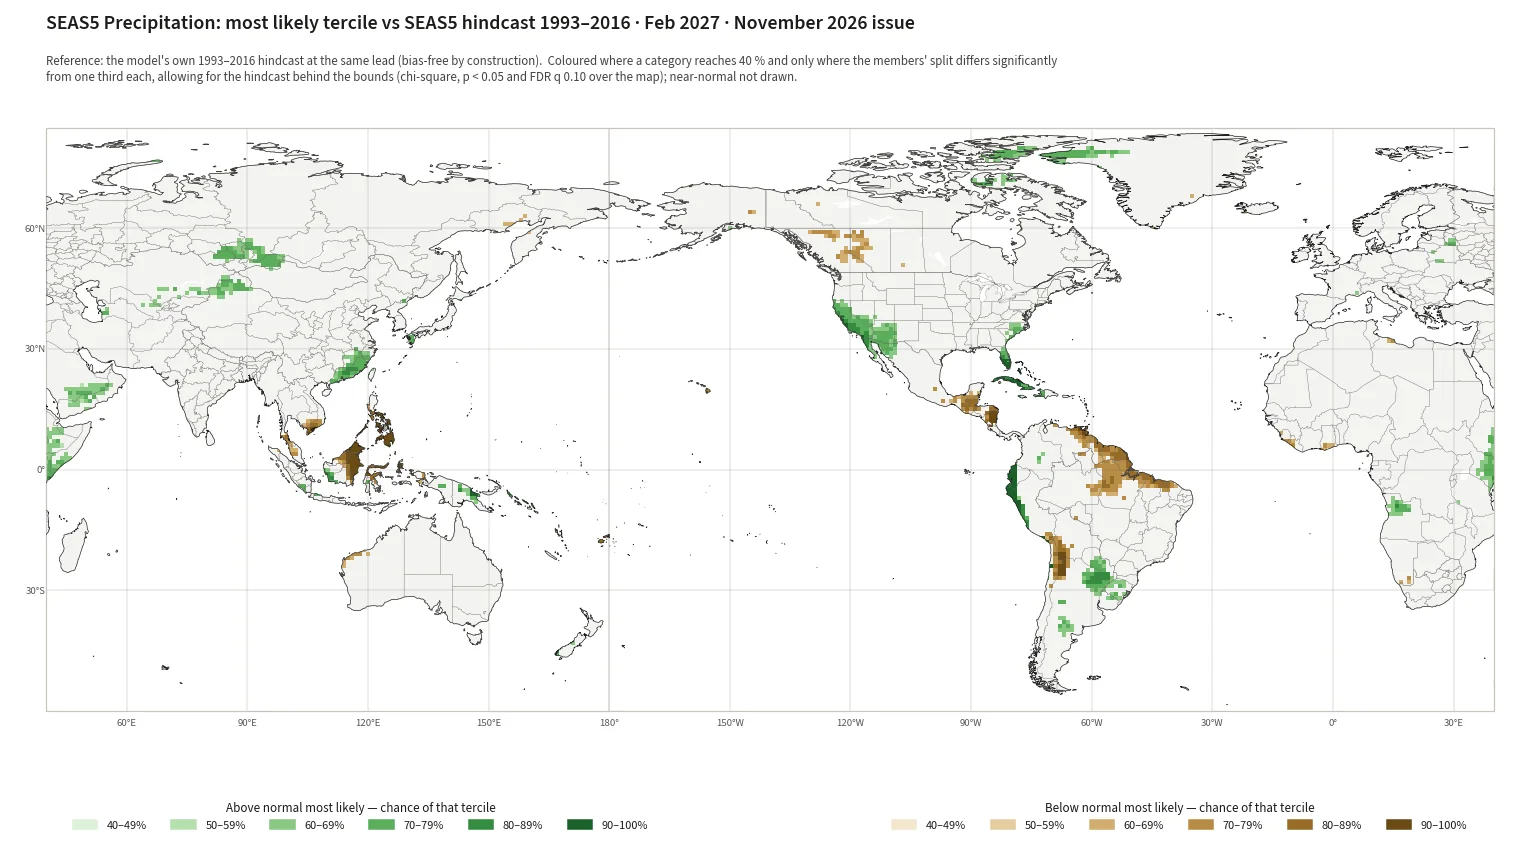 SEAS5 Precipitation: most likely tercile vs SEAS5 hindcast 1993–2016 · Feb 2027 · November 2026 issue
Reference: the model's own 1993–2016 hindcast at the same lead (bias-free by construction).  Coloured where a category reaches 40 % and only where the members' split differs significantly
from one third each, allowing for the hindcast behind the bounds (chi-square, p < 0.05 and FDR q 0.10 over the map); near-normal not drawn.
60°N
30°N
0°
30°S
60°E 90°E 120°E 150°E 180° 150°W 120°W 90°W 60°W 30°W 0° 30°E
Above normal most likely — chance of that tercile
40–49% 50–59% 60–69% 70–79% 80–89% 90–100%
Below normal most likely — chance of that tercile
40–49% 50–59% 60–69% 70–79% 80–89% 90–100%